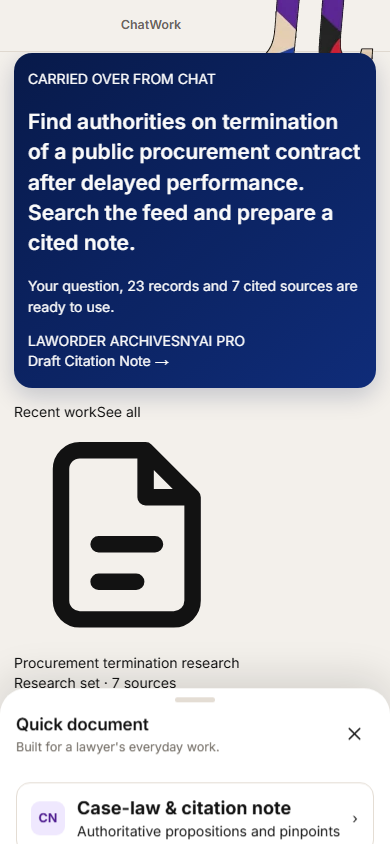 ChatWork
CARRIED OVER FROM CHAT
Find authorities on termination
of a public procurement contract
after delayed performance.
Search the feed and prepare a
cited note.
Your question, 23 records and 7 cited sources are
ready to use.
LAWORDER ARCHIVESNYAI PRO
Draft Citation Note →
Recent workSee all
Procurement termination research
Research set · 7 sources
Quick document
Built for a lawyer's everyday work.
CN
Case-law & citation note
Authoritative propositions and pinpoints